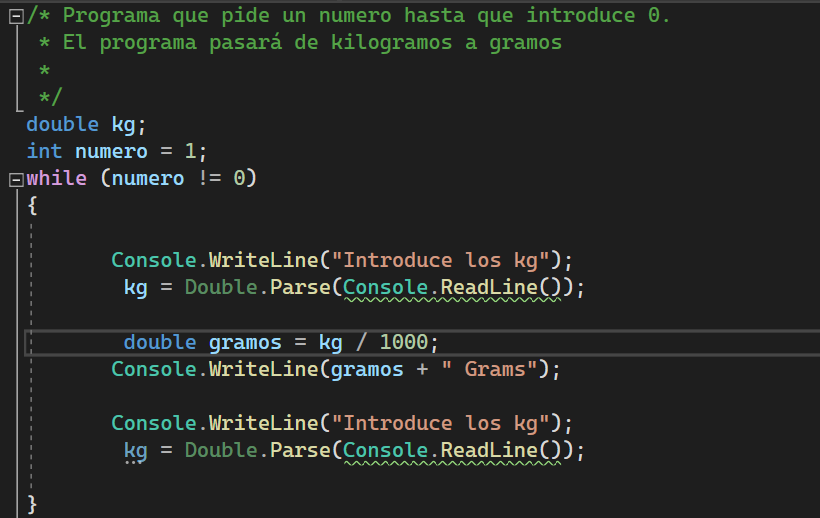 /* Programa que pide un numero hasta que introduce 0.
* El programa pasará de kilogramos a gramos
*
*/
double kg;
int numero = 1;
while (numero != 0)
{
Console.WriteLine("Introduce los kg");
kg = Double.Parse(Console.ReadLine());
double gramos = kg / 1000;
Console.WriteLine(gramos + " Grams");
Console.WriteLine("Introduce los kg");
kg = Double.Parse(Console.ReadLine());
}